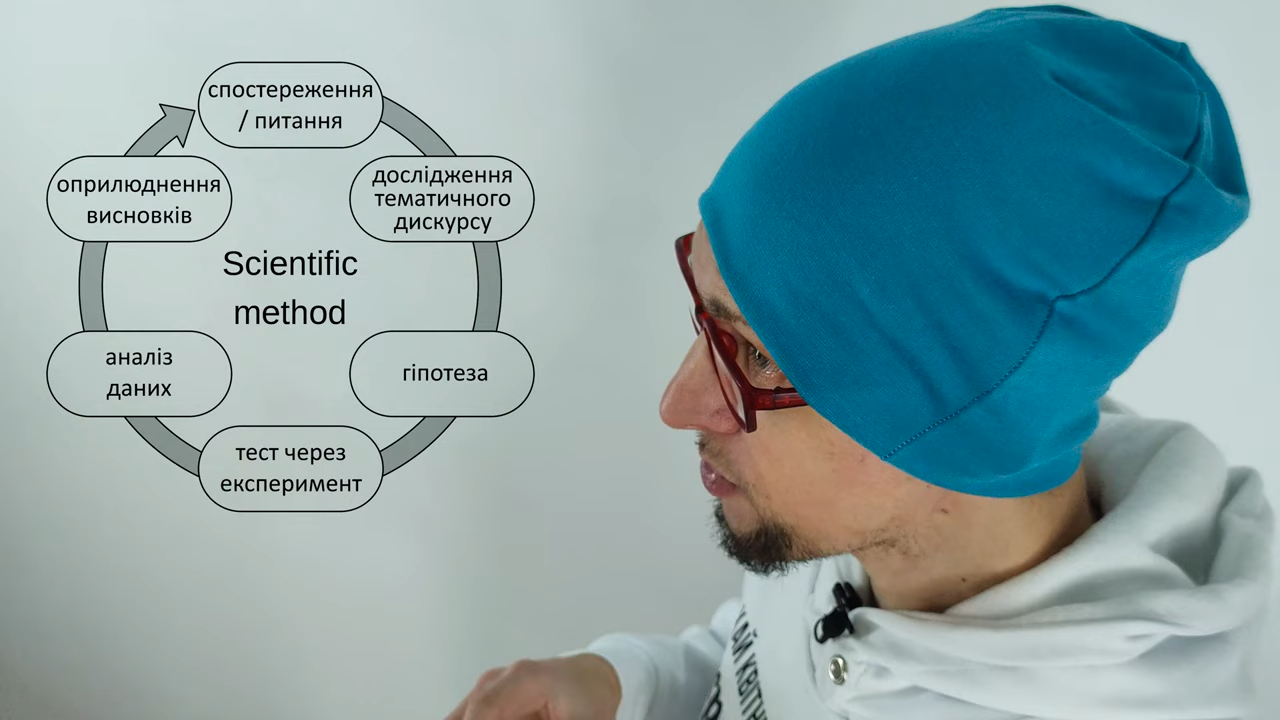 спостереження
/ питання
дослідження
тематичного
дискурсу
гіпотеза
тест через
експеримент
аналіз
даних
оприлюднення
висновків
Scientific
method